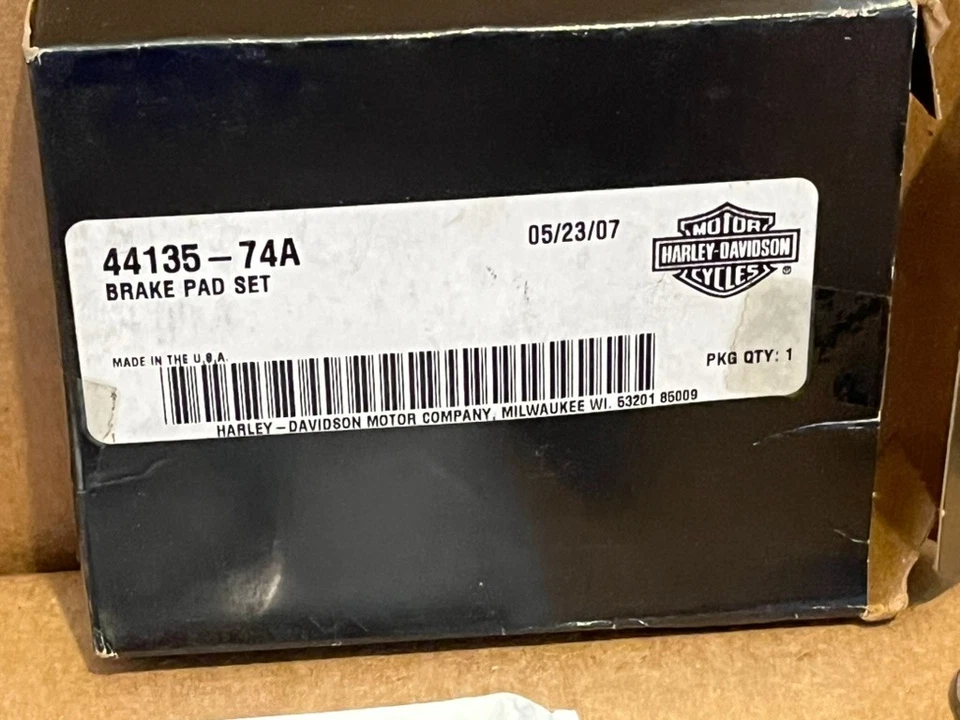 44135-74A
BRAKE PAD SET
05/23/07
MOTOR
HARLEY-DAVIDSON
CYCLES
®
MADE IN THE U.S.A.
PKG QTY: 1
HARLEY-DAVIDSON MOTOR COMPANY, MILWAUKEE WI. 53201 85009